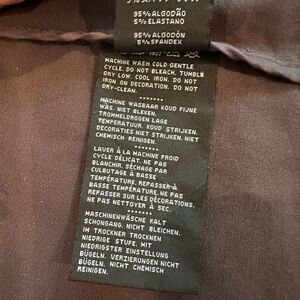 95% ALGODÃO
5% ELASTANO
95% ALGODÓN
5% SPANDEX
MACHINE WASH COLD GENTLE
CYCLE. DO NOT BLEACH. TUMBLE
DRY LOW. COOL IRON. DO NOT
IRON ON DECORATION. DO NOT
DRY-CLEAN.
•••••••
MACHINE WASBAAR KOUD FIJNE
WAS. NIET BLEKEN.
TROMMELDROGEN LAGE
TEMPERATUUR. KOUD STRIJKEN.
DECORATIES NIET STRIJKEN. NIET
CHEMISCH REINIGEN.
•••••••
LAVER À LA MACHINE FROID
CYCLE DÉLICAT. NE PAS
BLANCHIR. SÉCHAGE PAR
CULBUTAGE À BASSE
TEMPÉRATURE. REPASSER À
BASSE TEMPÉRATURE. NE PAS
REPASSER SUR LES DÉCORATIONS.
NE PAS NETTOYER À SEC.
•••••••
MASCHINENWÄSCHE KALT
SCHONGANG. NICHT BLEICHEN.
IM TROCKNER TROCKNEN
NIEDRIGE STUFE. MIT
NIEDRIGSTER EINSTELLUNG
BÜGELN. VERZIERUNGEN NICHT
BÜGELN. NICHT CHEMISCH
REINIGEN.